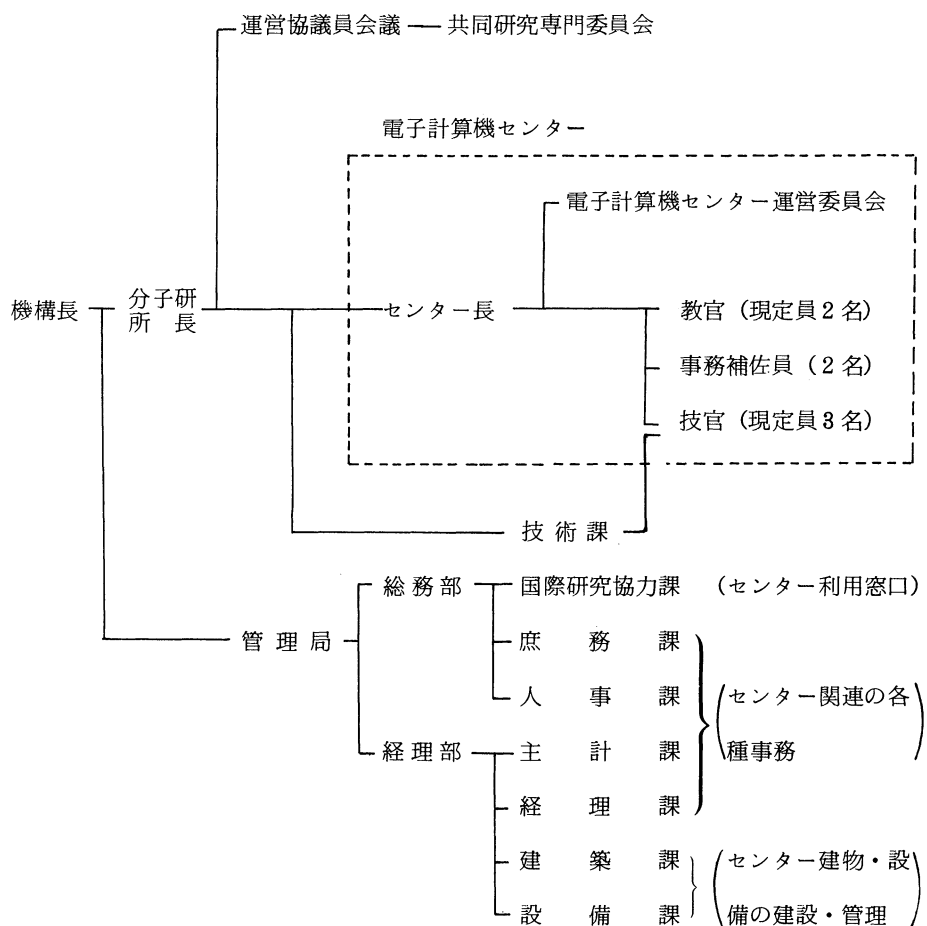 運営協議員会議 共同研究専門委員会
電子計算機センター
電子計算機センター運営委員会
機構長
分子研
所長
センター長
教官(現定員2名)
事務補佐員(2名)
技官(現定員3名)
技術課
総務部
国際研究協力課 (センター利用窓口)
管理局
庶務課
人事課
(センター関連の各
種事務)
経理部
主計課
経理課
建築課
設備課
(センター建物・設
備の建設・管理)